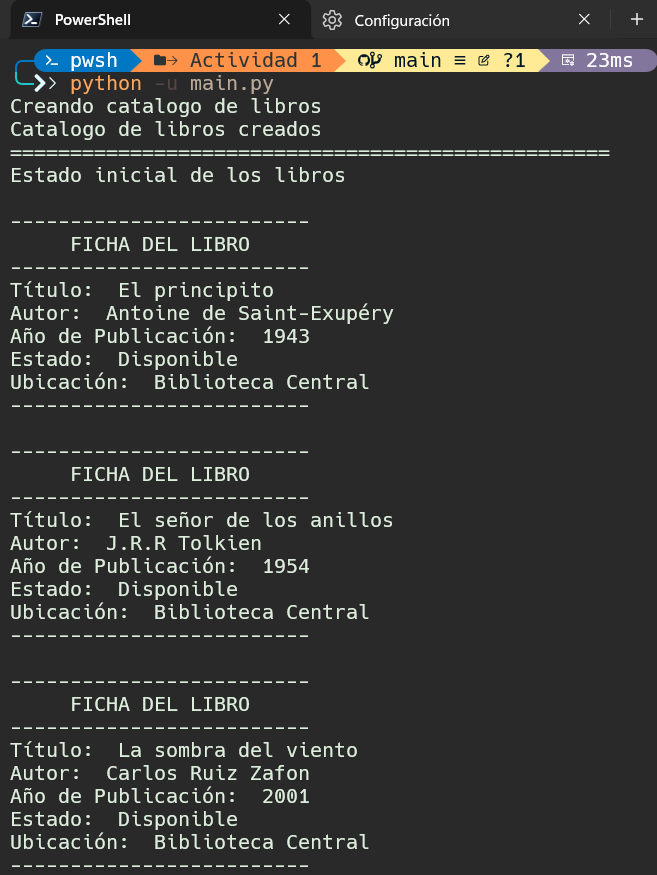 PowerShell
Configuración
pwsh Actividad 1 main ≡ ?1 23ms
python -u main.py
Creando catalogo de libros
Catalogo de libros creados
==================================================
Estado inicial de los libros
-------------------------
FICHA DEL LIBRO
-------------------------
Título:  El principito
Autor:  Antoine de Saint-Exupéry
Año de Publicación:  1943
Estado:  Disponible
Ubicación:  Biblioteca Central
-------------------------
-------------------------
FICHA DEL LIBRO
-------------------------
Título:  El señor de los anillos
Autor:  J.R.R Tolkien
Año de Publicación:  1954
Estado:  Disponible
Ubicación:  Biblioteca Central
-------------------------
-------------------------
FICHA DEL LIBRO
-------------------------
Título:  La sombra del viento
Autor:  Carlos Ruiz Zafon
Año de Publicación:  2001
Estado:  Disponible
Ubicación:  Biblioteca Central
-------------------------